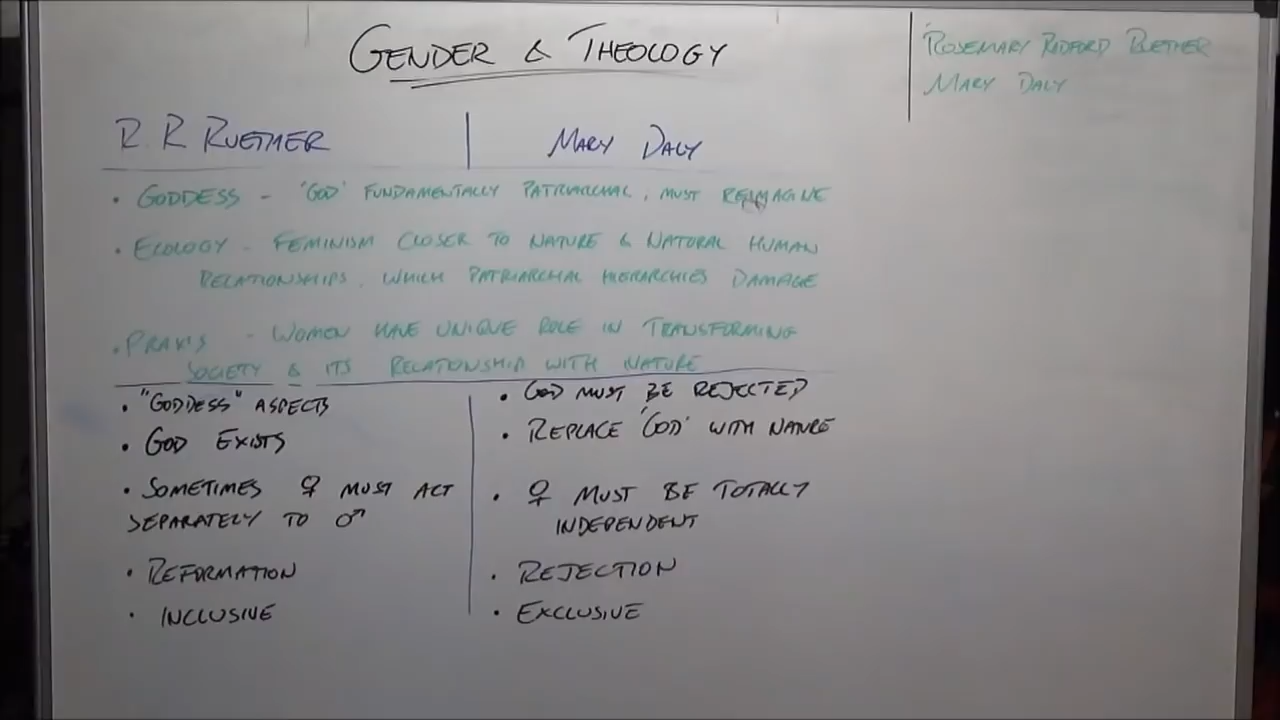 GENDER & THEOLOGY
ROSEMARY RADFORD RUETHER
MARY DALY
R R RUETHER
MARY DALY
• GODDESS - 'GOD' FUNDAMENTALLY PATRIARCHAL, MUST REIMAGINE
• ECOLOGY - FEMINISM CLOSER TO NATURE & NATURAL HUMAN
RELATIONSHIPS, WHICH PATRIARCHAL HIERARCHIES DAMAGE
• PRAXIS - WOMEN HAVE UNIQUE ROLE IN TRANSFORMING
SOCIETY & ITS RELATIONSHIP WITH NATURE
• "GODDESS" ASPECTS
• GOD EXISTS
• SOMETIMES ♀ MUST ACT
SEPARATELY TO ♂
• REFORMATION
• INCLUSIVE
• GOD MUST BE REJECTED
• REPLACE 'GOD' WITH NATURE
• ♀ MUST BE TOTALLY
INDEPENDENT
• REJECTION
• EXCLUSIVE